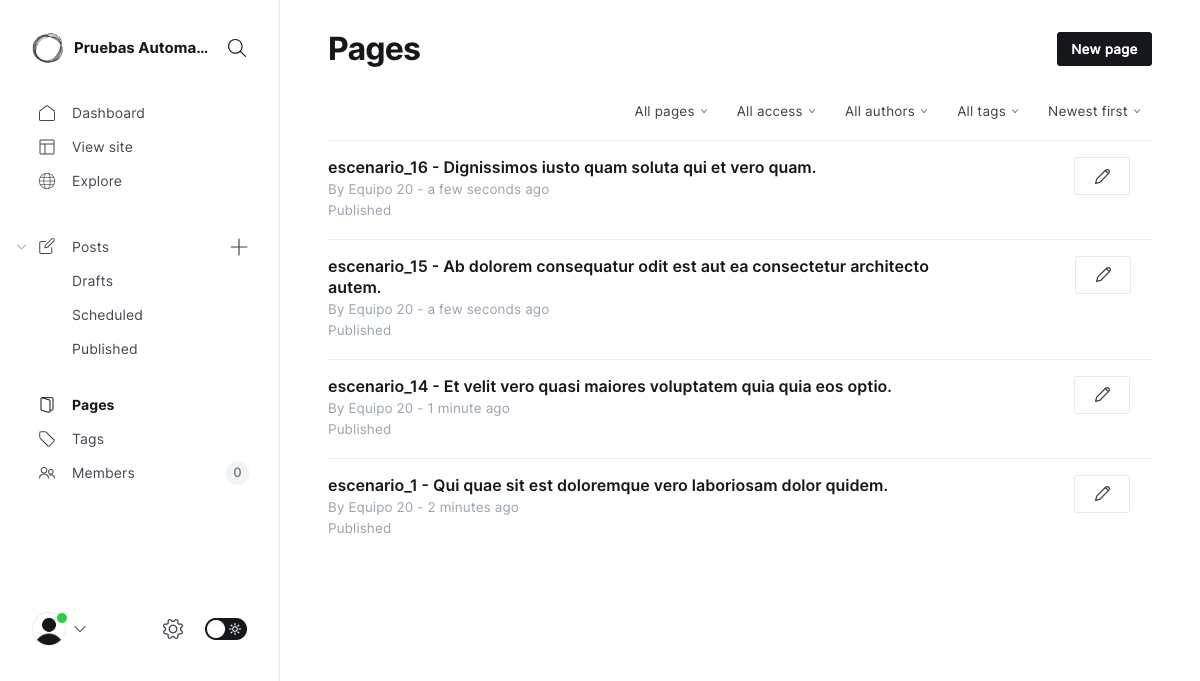 Pruebas Automa...
Dashboard
View site
Explore
Posts
Drafts
Scheduled
Published
Pages
Tags
Members
0
Pages
New page
All pages
All access
All authors
All tags
Newest first
escenario_16 - Dignissimos iusto quam soluta qui et vero quam.
By Equipo 20 - a few seconds ago
Published
escenario_15 - Ab dolorem consequatur odit est aut ea consectetur architecto
autem.
By Equipo 20 - a few seconds ago
Published
escenario_14 - Et velit vero quasi maiores voluptatem quia quia eos optio.
By Equipo 20 - 1 minute ago
Published
escenario_1 - Qui quae sit est doloremque vero laboriosam dolor quidem.
By Equipo 20 - 2 minutes ago
Published